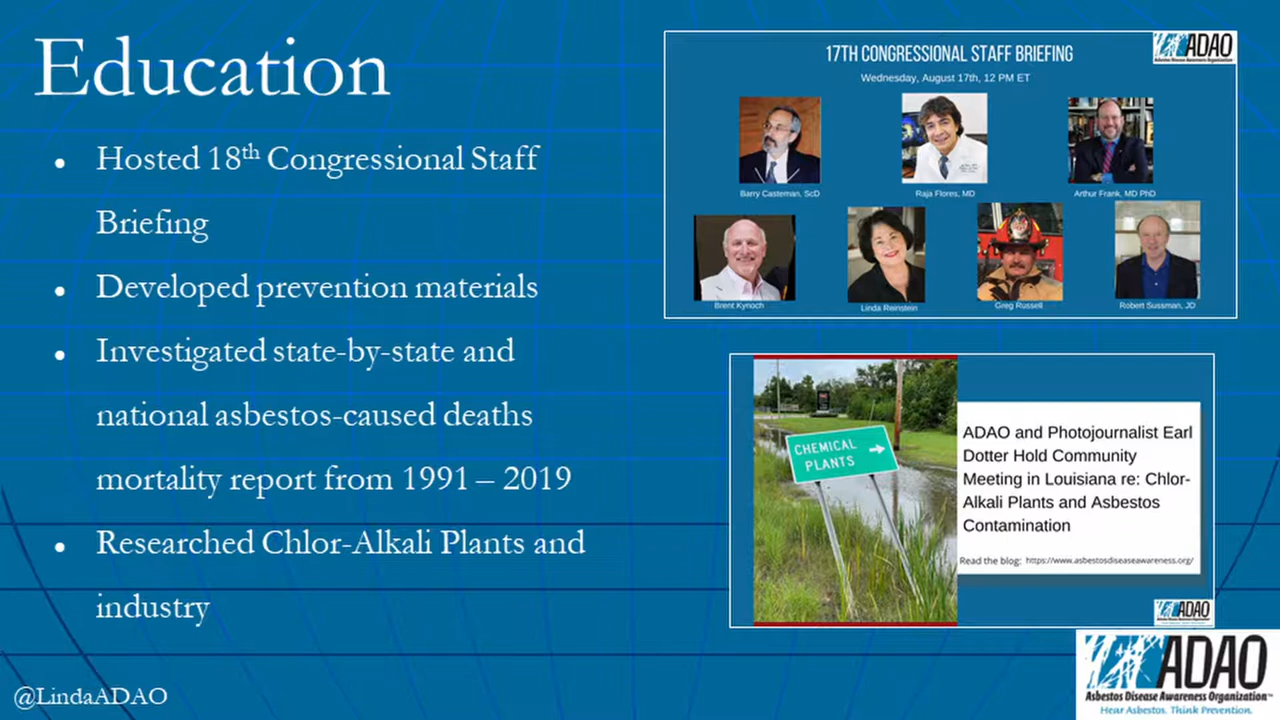 Education
• Hosted 18th Congressional Staff
Briefing
• Developed prevention materials
• Investigated state-by-state and
national asbestos-caused deaths
mortality report from 1991 – 2019
• Researched Chlor-Alkali Plants and
industry
@LindaADAO
17TH CONGRESSIONAL STAFF BRIEFING
Wednesday, August 17th, 12 PM ET
ADAO
Asbestos Disease Awareness Organization
Barry Casteman, ScD
Raja Flores, MD
Arthur Frank, MD PhD
Brent Kynoch
Linda Reinstein
Greg Russell
Robert Sussman, JD
CHEMICAL
PLANTS
ADAO and Photojournalist Earl
Dotter Hold Community
Meeting in Louisiana re: Chlor-
Alkali Plants and Asbestos
Contamination
Read the blog: https://www.asbestosdiseaseawareness.org/
ADAO
ADAO
Asbestos Disease Awareness Organization™
Hear Asbestos. Think Prevention.